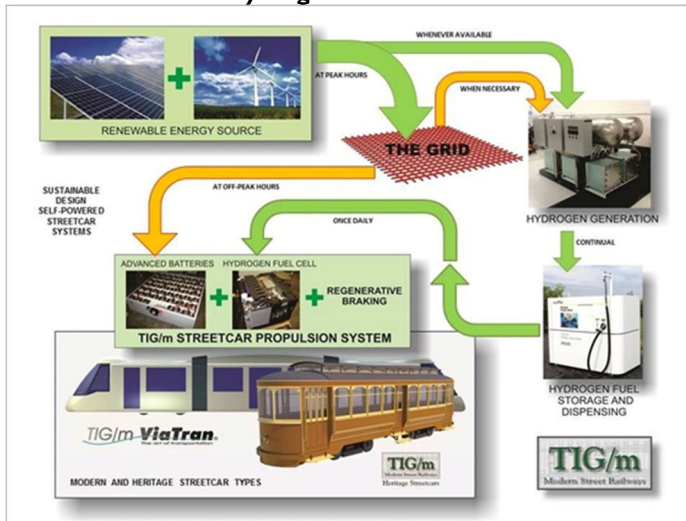 WHENEVER AVAILABLE
AT PEAK HOURS
WHEN NECESSARY
RENEWABLE ENERGY SOURCE
THE GRID
HYDROGEN GENERATION
SUSTAINABLE
DESIGN
SELF-POWERED
STREETCAR
SYSTEMS
AT OFF-PEAK HOURS
ONCE DAILY
CONTINUAL
ADVANCED BATTERIES
HYDROGEN FUEL CELL
REGENERATIVE
BRAKING
TIG/m STREETCAR PROPULSION SYSTEM
HYDROGEN FUEL
STORAGE AND
DISPENSING
TIG/m ViaTran®
The art of transportation
TIG/m
Modern Street Railways
Heritage Streetcars
MODERN AND HERITAGE STREETCAR TYPES
TIG/m
Modern Street Railways